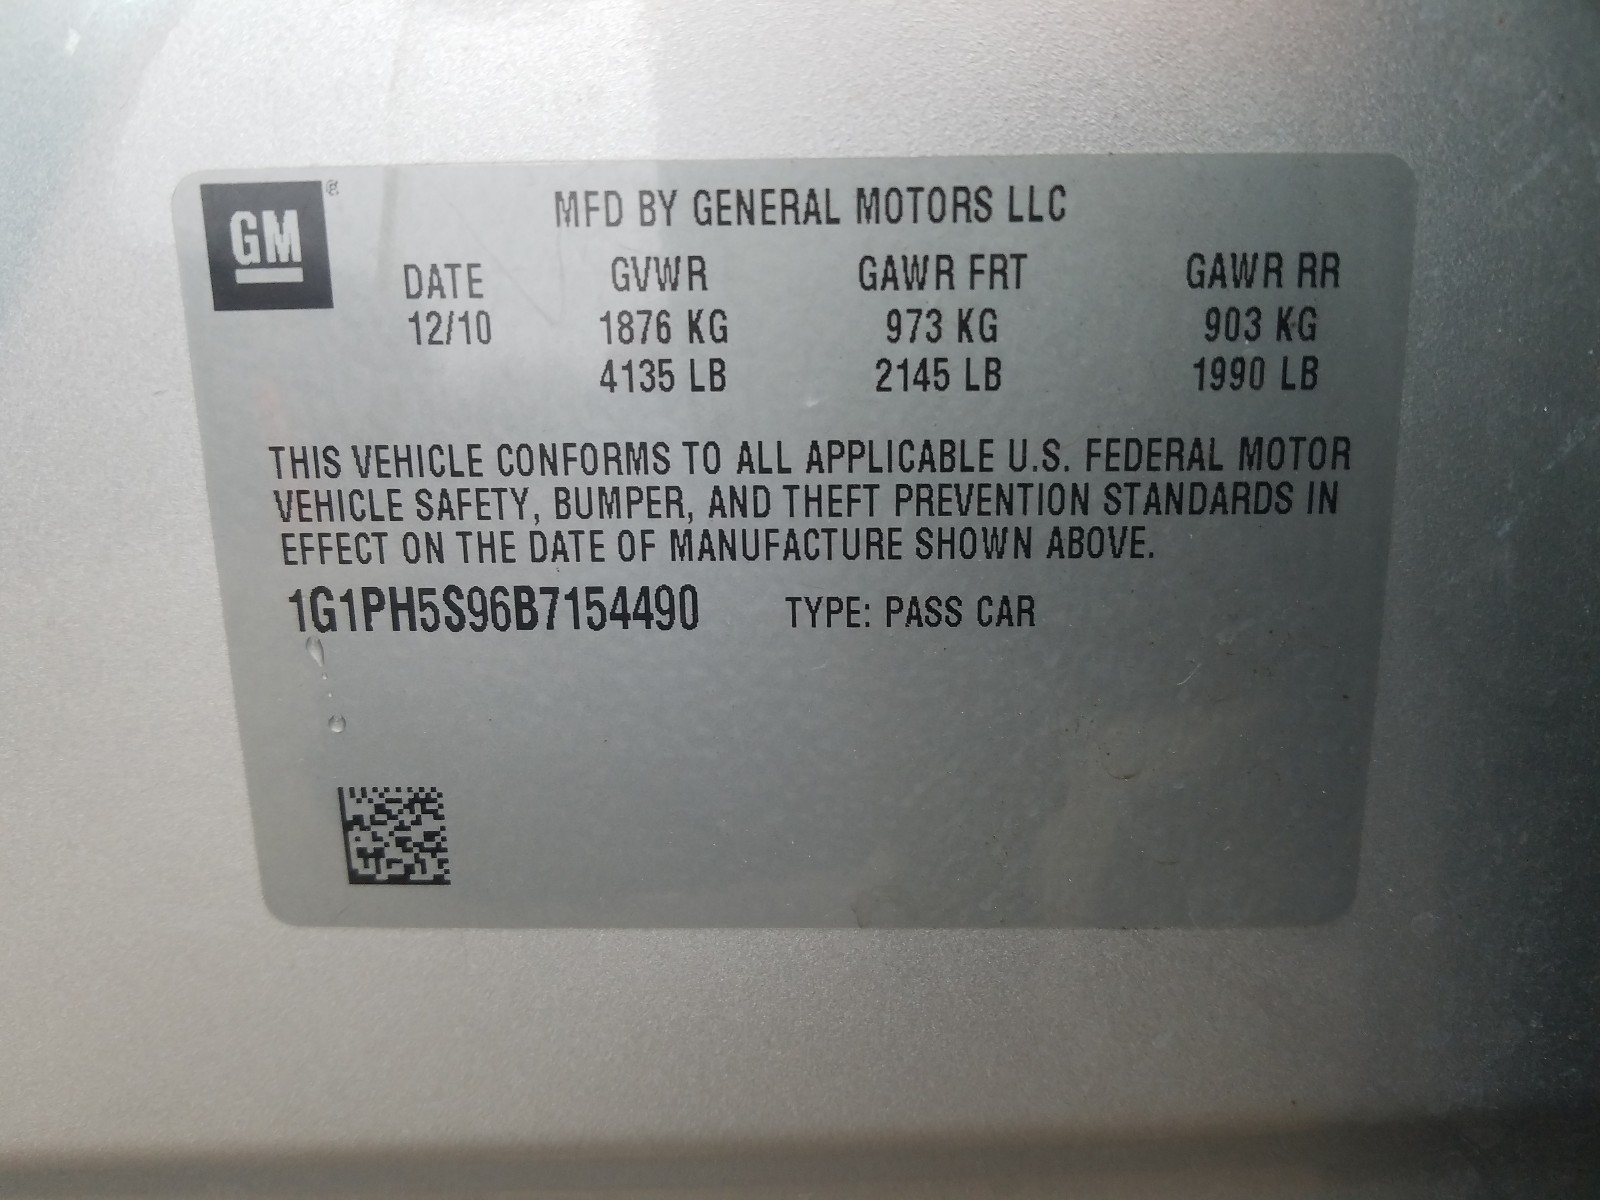 GM ®
MFD BY GENERAL MOTORS LLC
DATE GVWR GAWR FRT GAWR RR
12/10 1876 KG 973 KG 903 KG
4135 LB 2145 LB 1990 LB
THIS VEHICLE CONFORMS TO ALL APPLICABLE U.S. FEDERAL MOTOR
VEHICLE SAFETY, BUMPER, AND THEFT PREVENTION STANDARDS IN
EFFECT ON THE DATE OF MANUFACTURE SHOWN ABOVE.
1G1PH5S96B7154490 TYPE: PASS CAR